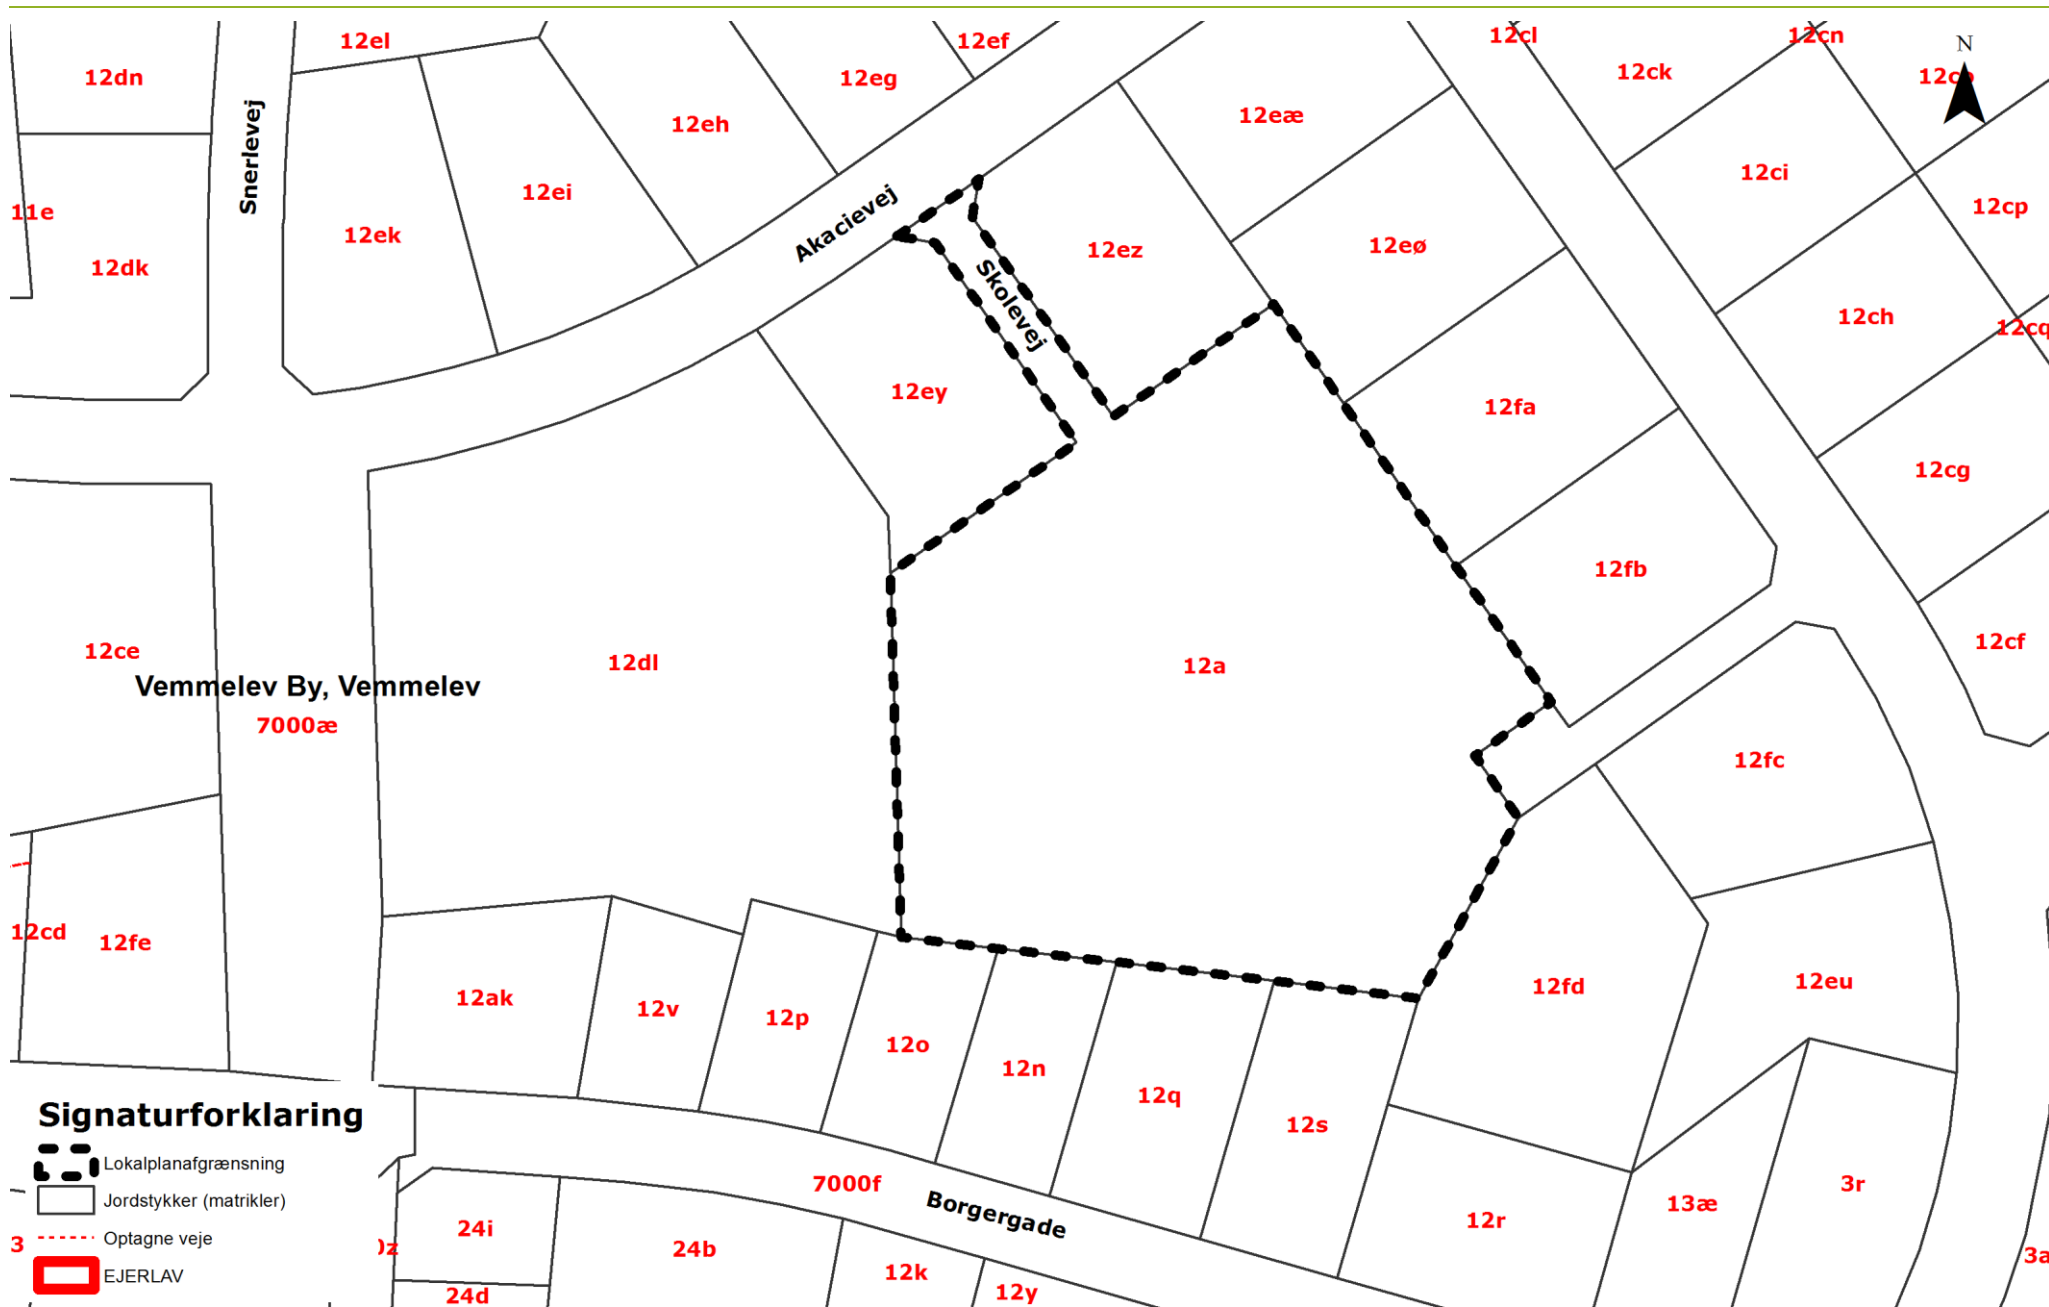 12el
12ef
12cl
12cn
N
12dn
12eg
12ck
Snerlevej
12eh
12eæ
12ei
12ci
11e
12ek
Akacievej
12ez
12eø
12cp
12dk
Skolevej
12ch
12cq
12ey
12fa
12cg
12fb
12ce
12dl
12a
12cf
Vemmelev By, Vemmelev
7000æ
12fc
12cd
12fe
12ak
12v
12p
12o
12n
12q
12s
12fd
12eu
Signaturforklaring
Lokalplanafgrænsning
Jordstykker (matrikler)
Optagne veje
EJERLAV
7000f
Borgergade
12r
13æ
3r
24i
24b
12k
12y
24d